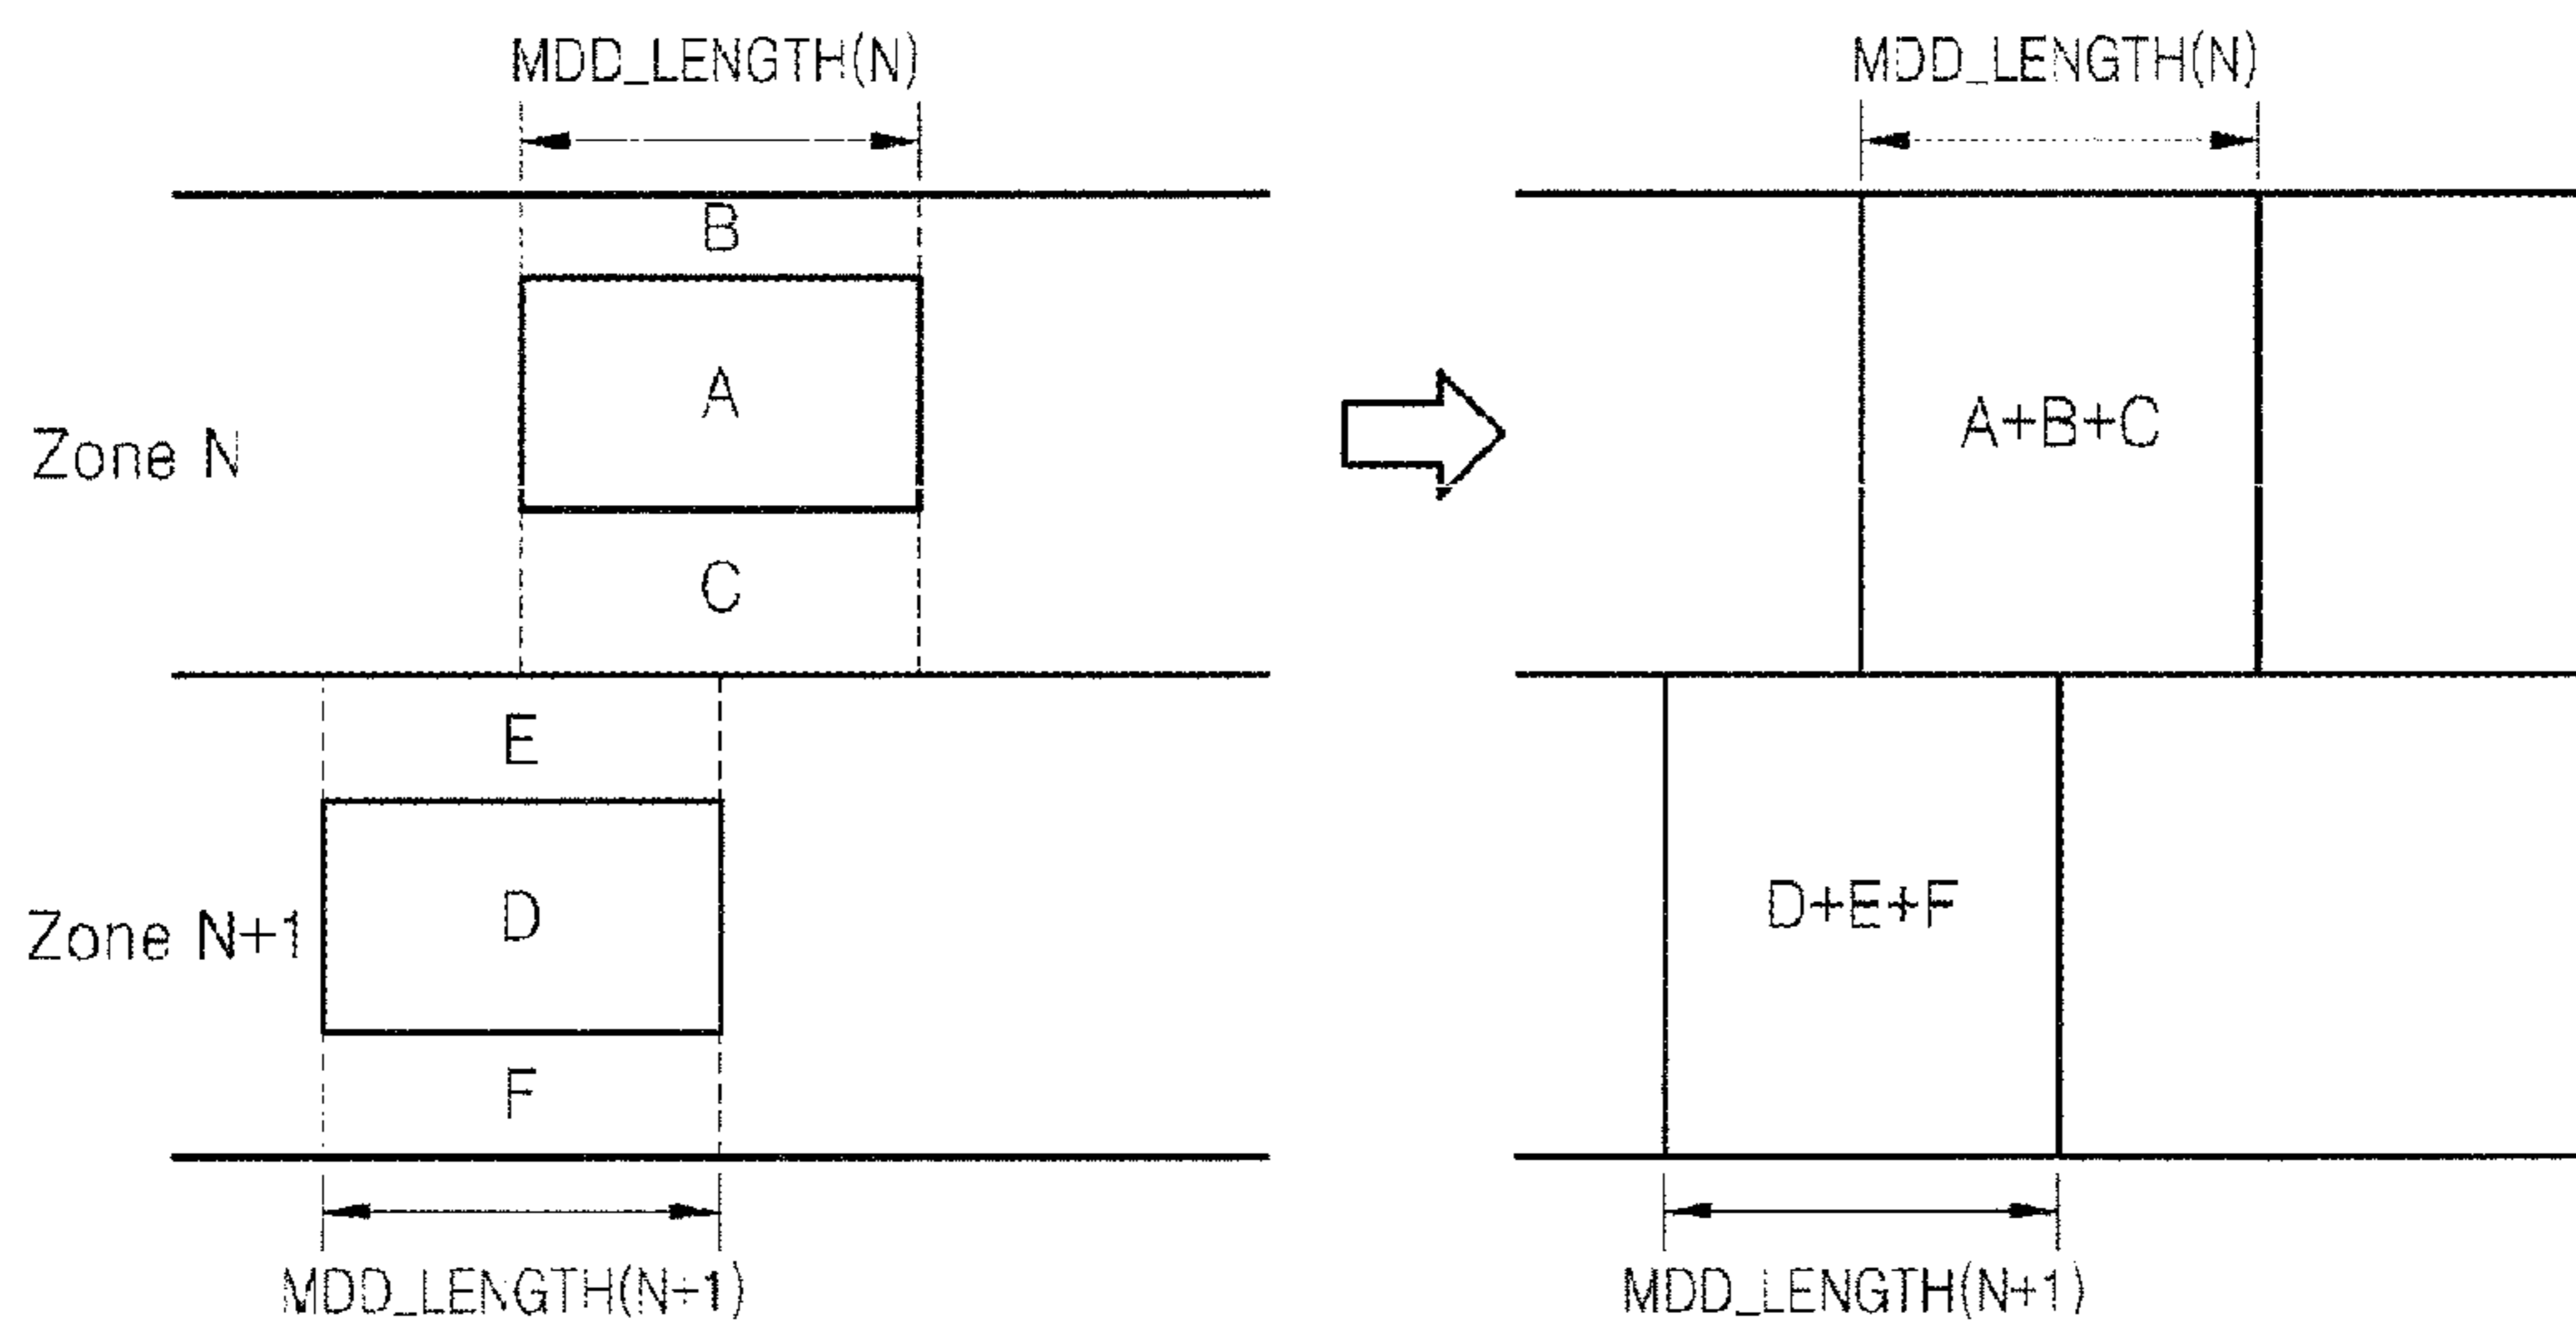 MDD_LENGTH(N)
MDD_LENGTH(N)
B
A
A+B+C
Zone N
C
E
D+E+F
Zone N+1
D
F
MDD_LENGTH(N+1)
MDD_LENGTH(N+1)